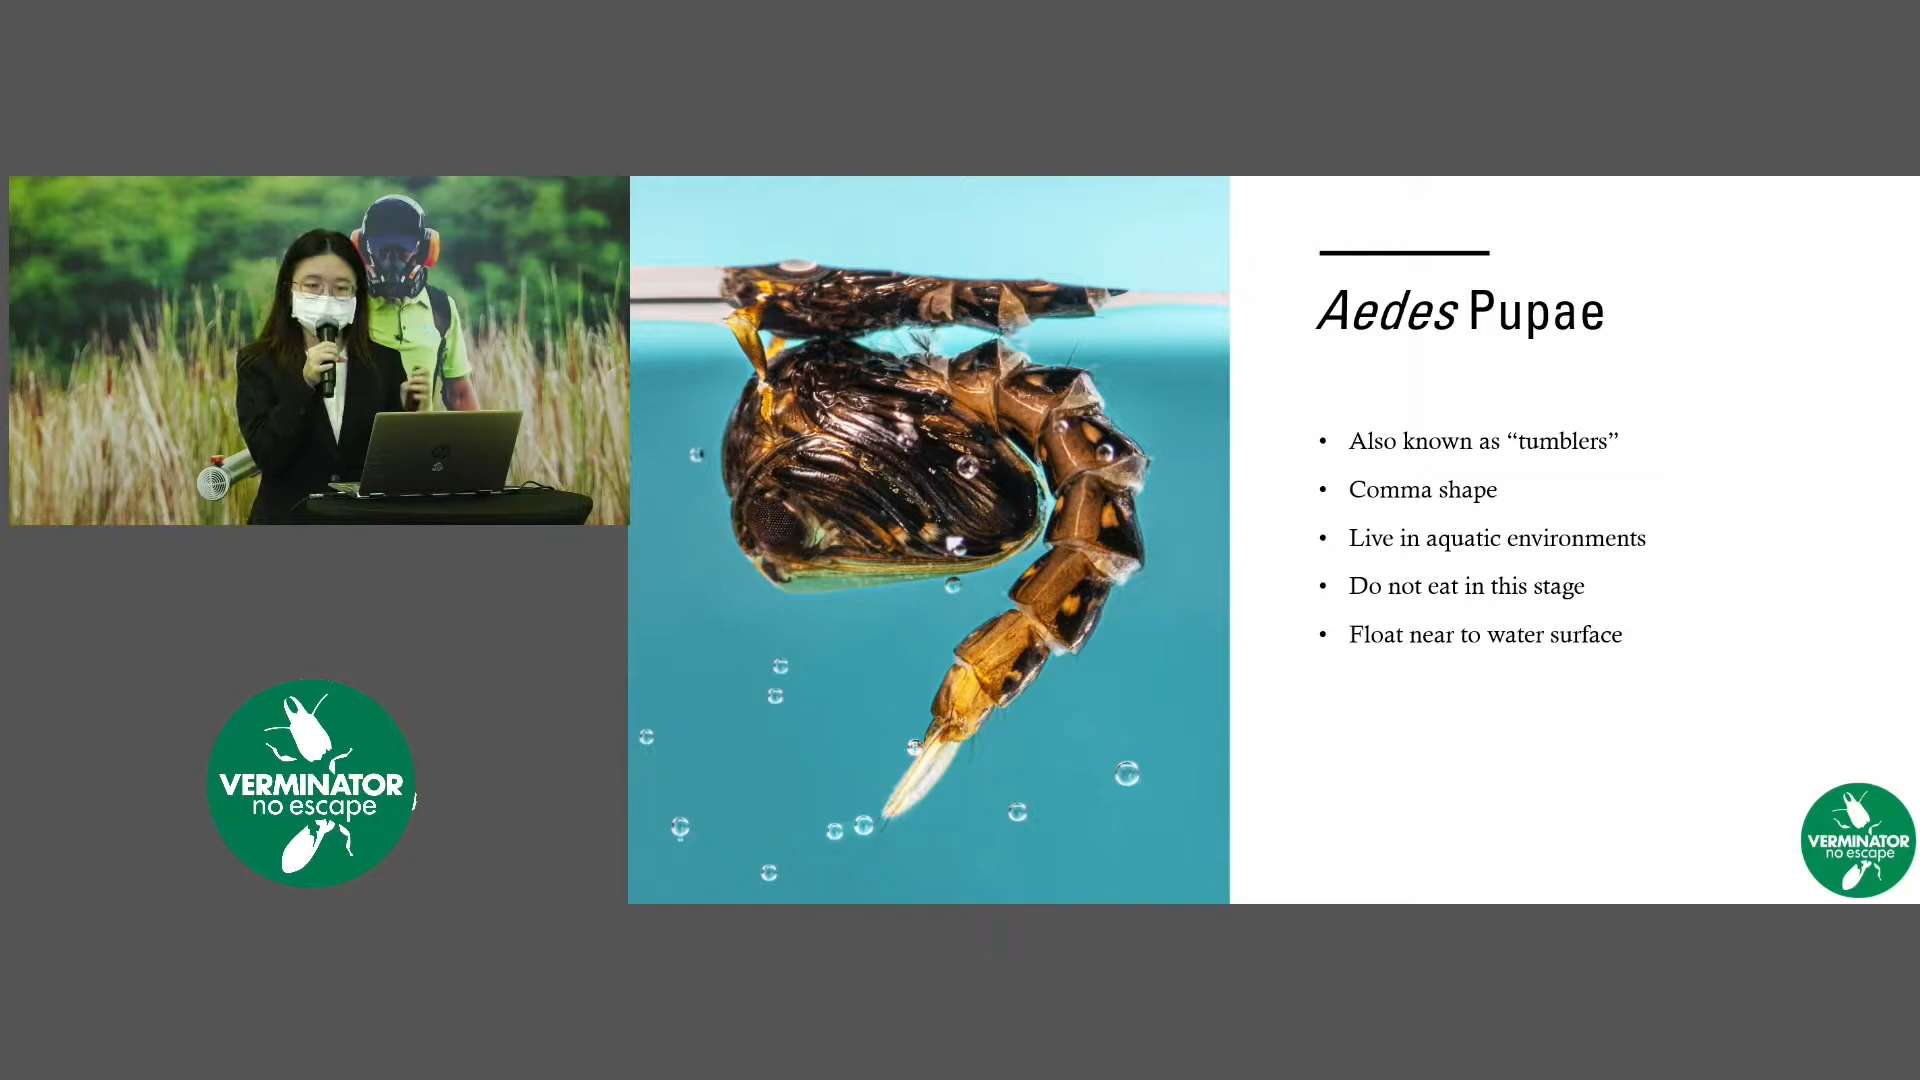 Aedes Pupae
• Also known as “tumblers”
• Comma shape
• Live in aquatic environments
• Do not eat in this stage
• Float near to water surface
VERMINATOR
no escape
VERMINATOR
no escape